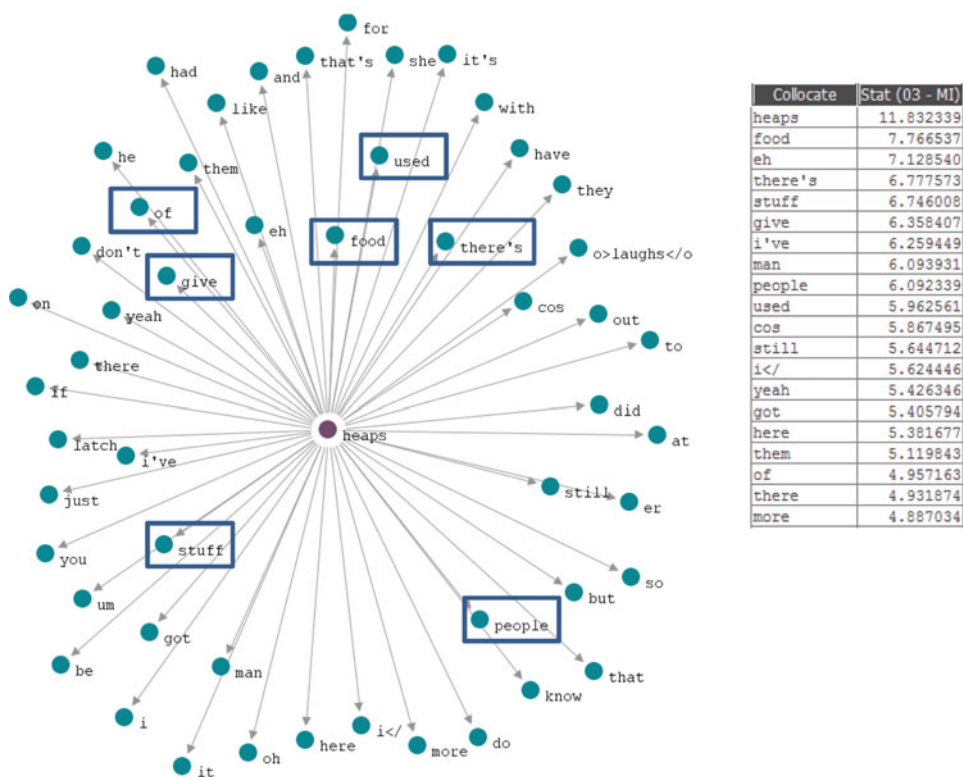 for
that's
she
it's
had
and
like
with
he
used
have
them
they
of
eh
food
there's
don't
o>laughs</o
give
on
cos
yeah
out
there
to
if
did
latch
heaps
at
i've
just
still
er
stuff
you
so
um
but
got
people
be
man
that
know
i
it
oh
here
i</
more
do
Collocate Stat (03 - MI)
heaps 11.832339
food 7.766537
eh 7.128540
there's 6.777573
stuff 6.746008
give 6.358407
i've 6.259449
man 6.093931
people 6.092339
used 5.962561
cos 5.867495
still 5.644712
i</ 5.624446
yeah 5.426346
got 5.405794
here 5.381677
them 5.119843
of 4.957163
there 4.931874
more 4.887034